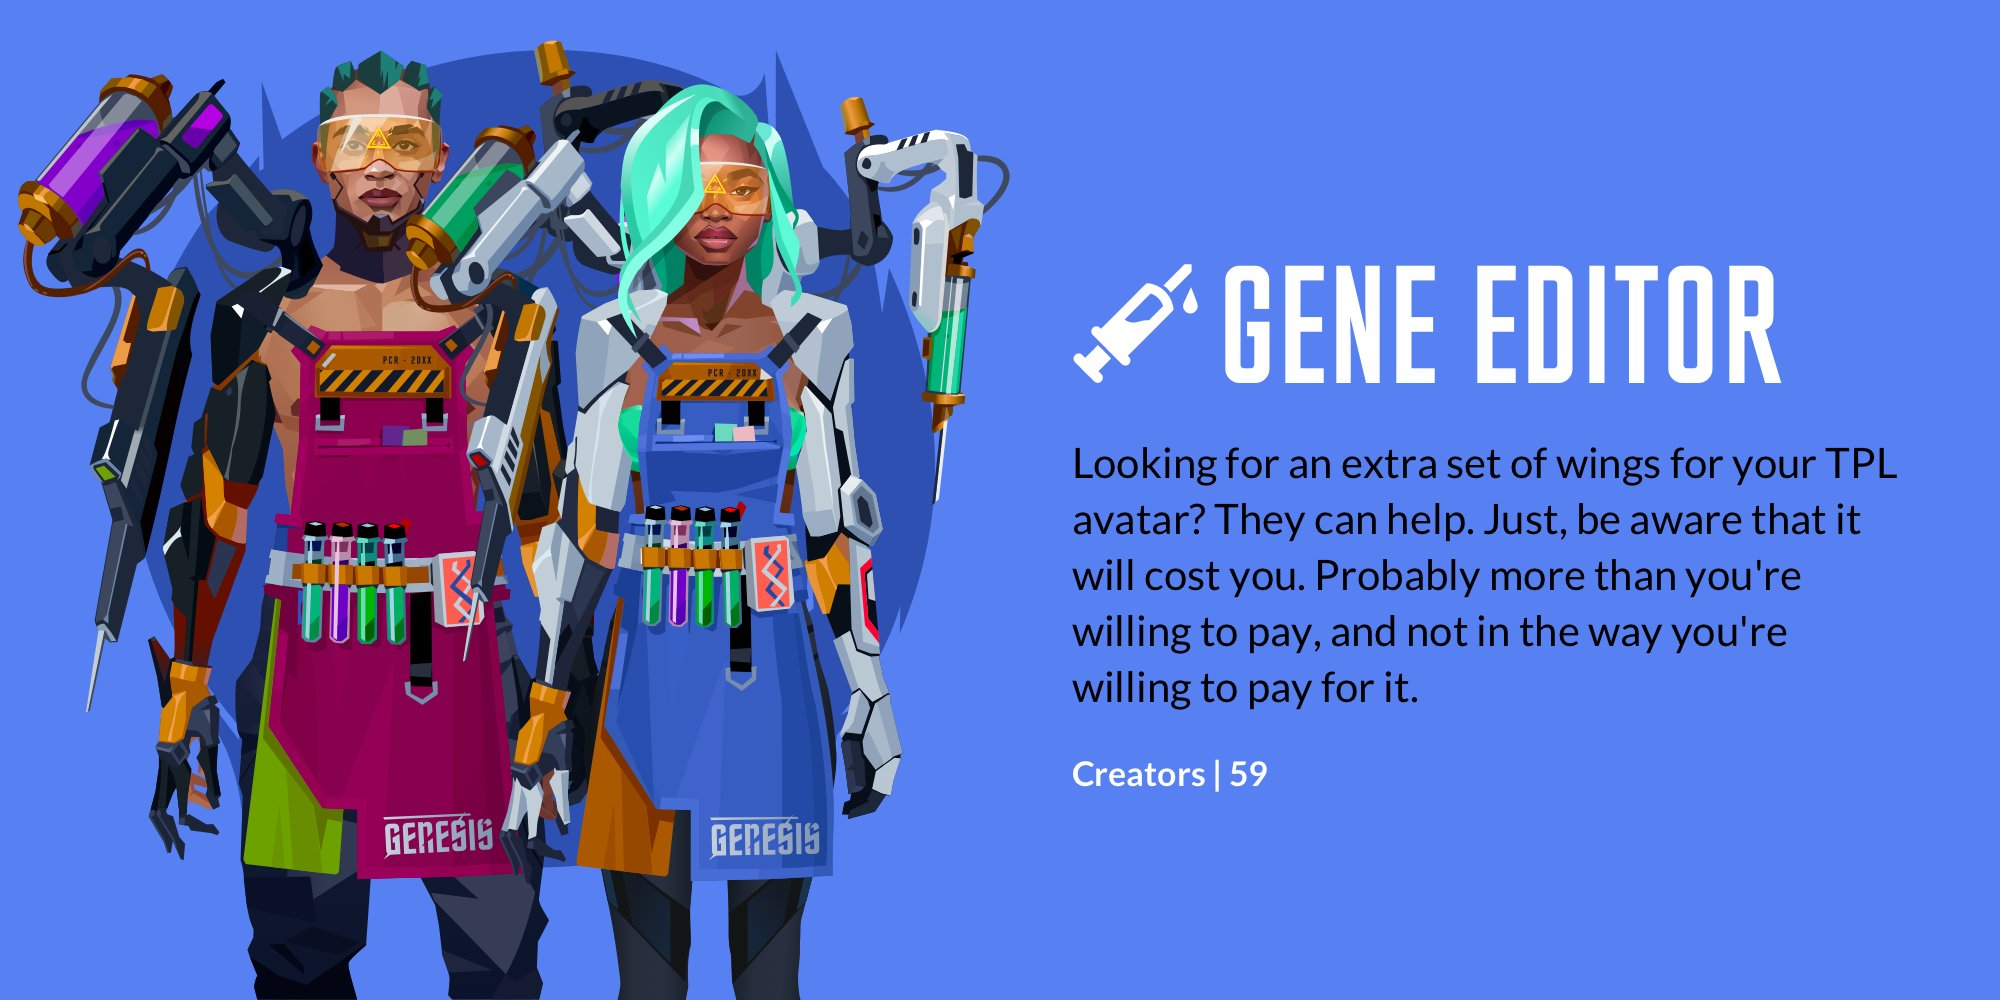 PCR - 20XX
PCR - 20XX
GENESIS
GENESIS
GENE EDITOR
Looking for an extra set of wings for your TPL
avatar? They can help. Just, be aware that it
will cost you. Probably more than you're
willing to pay, and not in the way you're
willing to pay for it.
Creators | 59